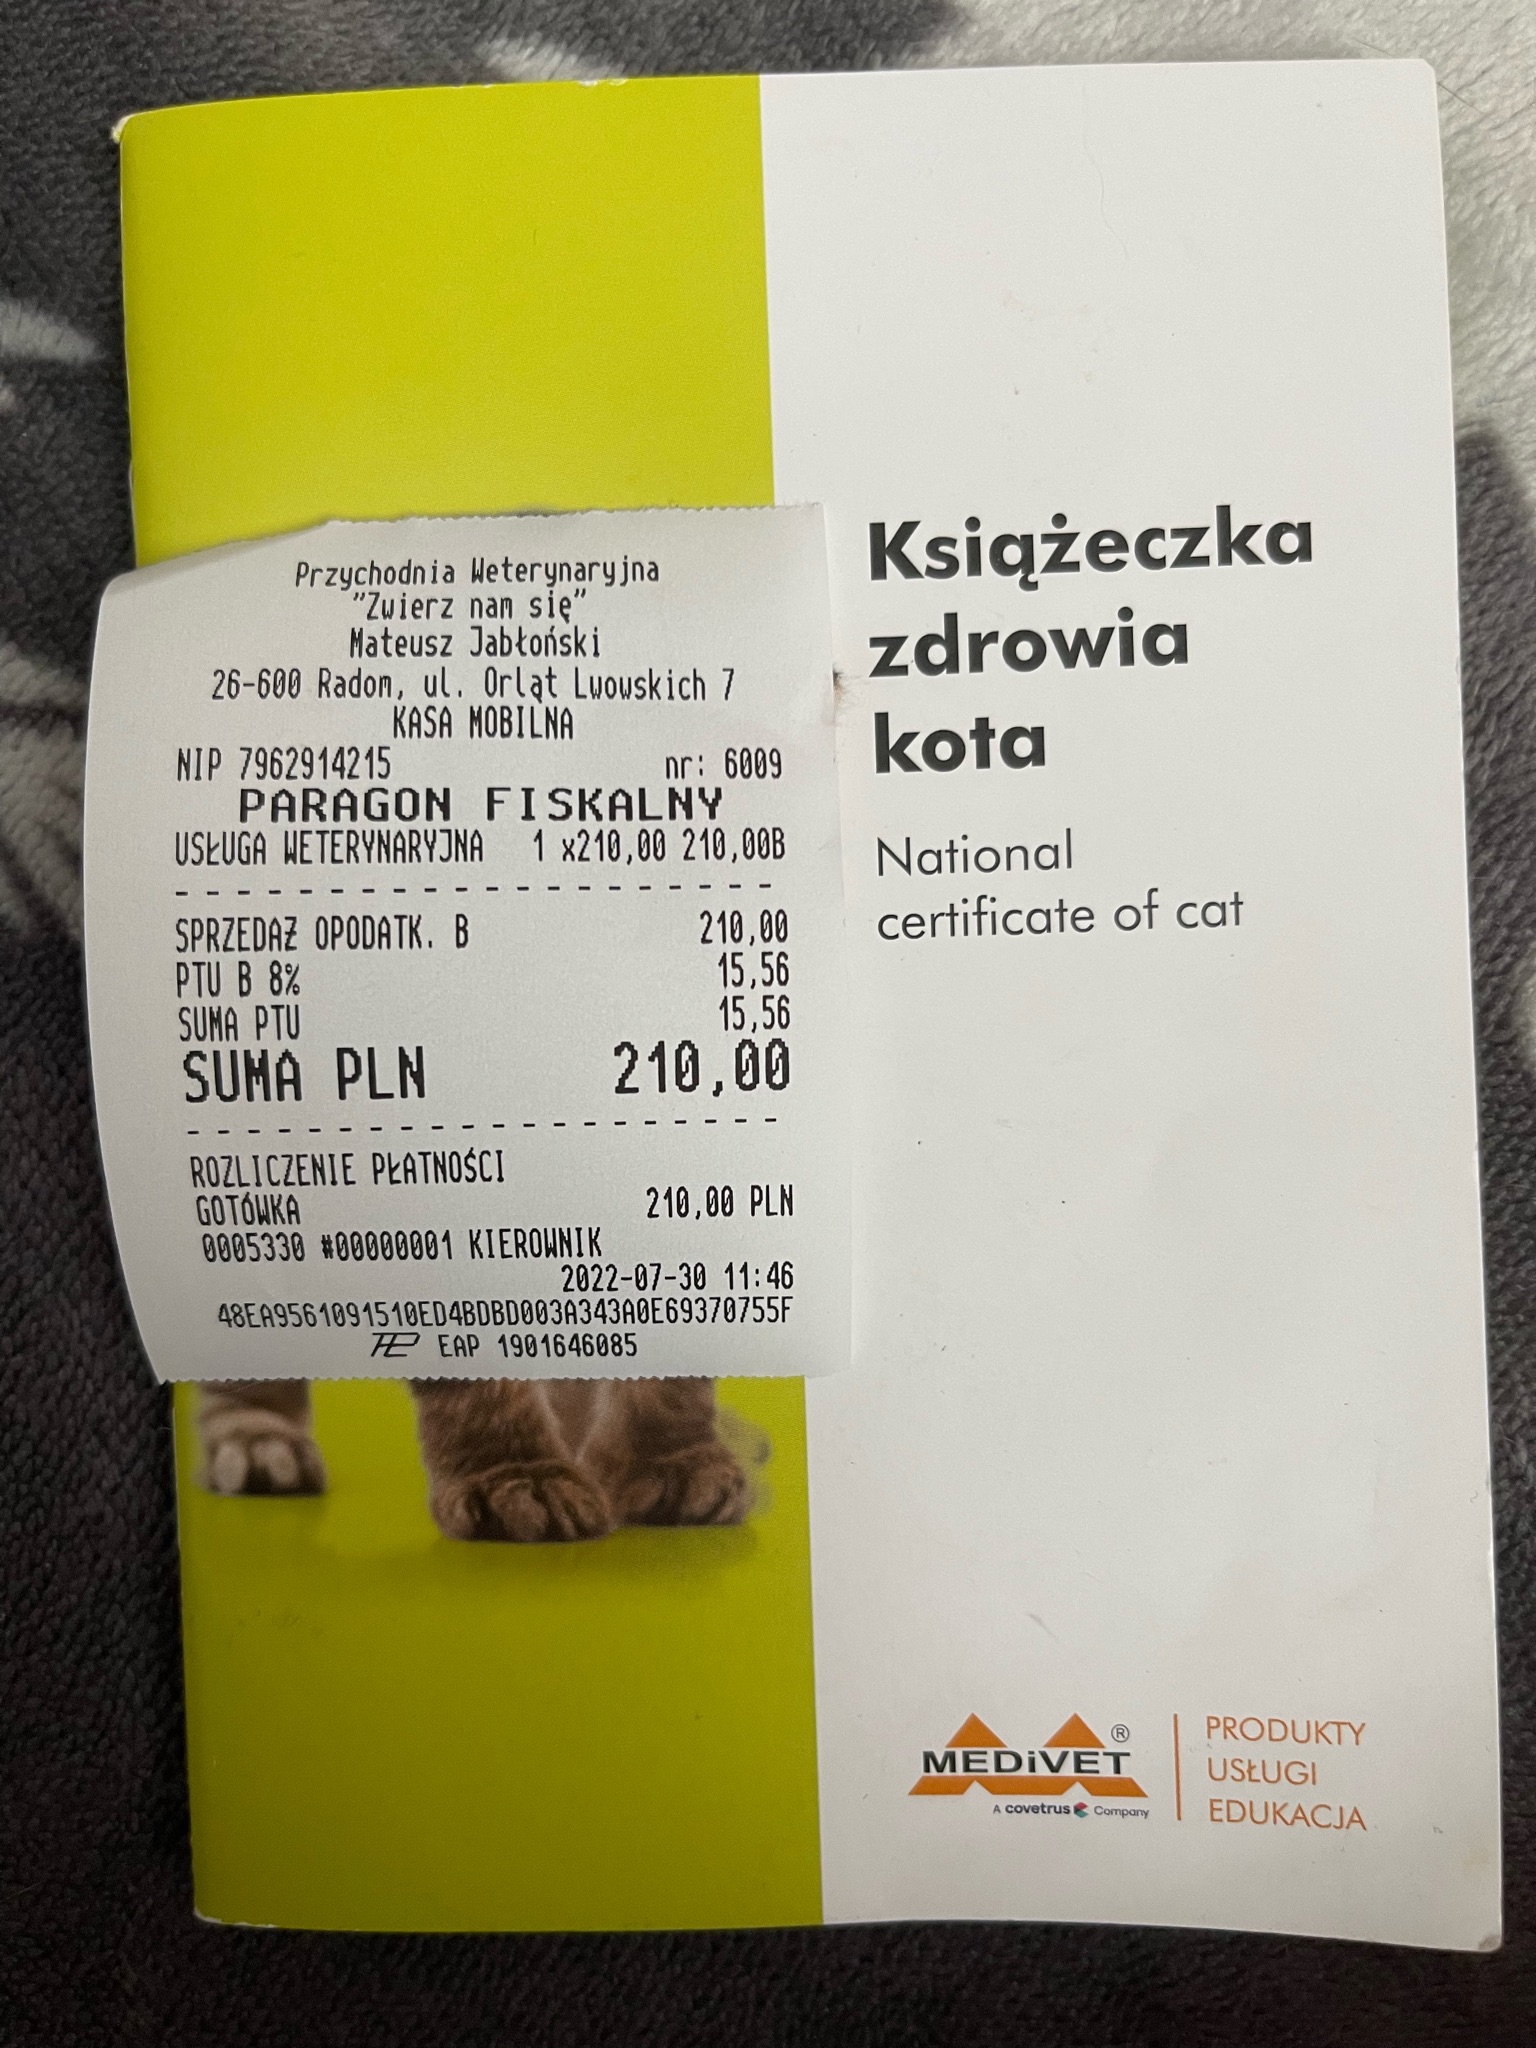 Przychodnia Weterynaryjna
"Zwierz nam się"
Mateusz Jabłoński
26-600 Radom, ul. Orląt Lwowskich 7
KASA MOBILNA
NIP 7962914215 nr: 6009
PARAGON FISKALNY
USŁUGA WETERYNARYJNA 1 x210,00 210,00B
SPRZEDAŻ OPODATK. B 210,00
PTU B 8% 15,56
SUMA PTU 15,56
SUMA PLN 210,00
ROZLICZENIE PŁATNOŚCI
GOTÓWKA 210,00 PLN
0005330 #00000001 KIEROWNIK
2022-07-30 11:46
48EA9561091510ED4BDBD003A343A0E69370755F
EAP 1901646085
Książeczka
zdrowia
kota
National
certificate of cat
MEDiVET®
A covetrus Company
PRODUKTY
USŁUGI
EDUKACJA